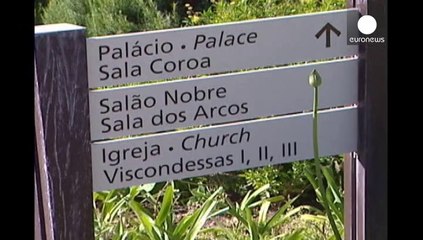 euronews
Palácio • Palace
Sala Coroa
Salão Nobre
Sala dos Arcos
Igreja • Church
Viscondessas I, II, III